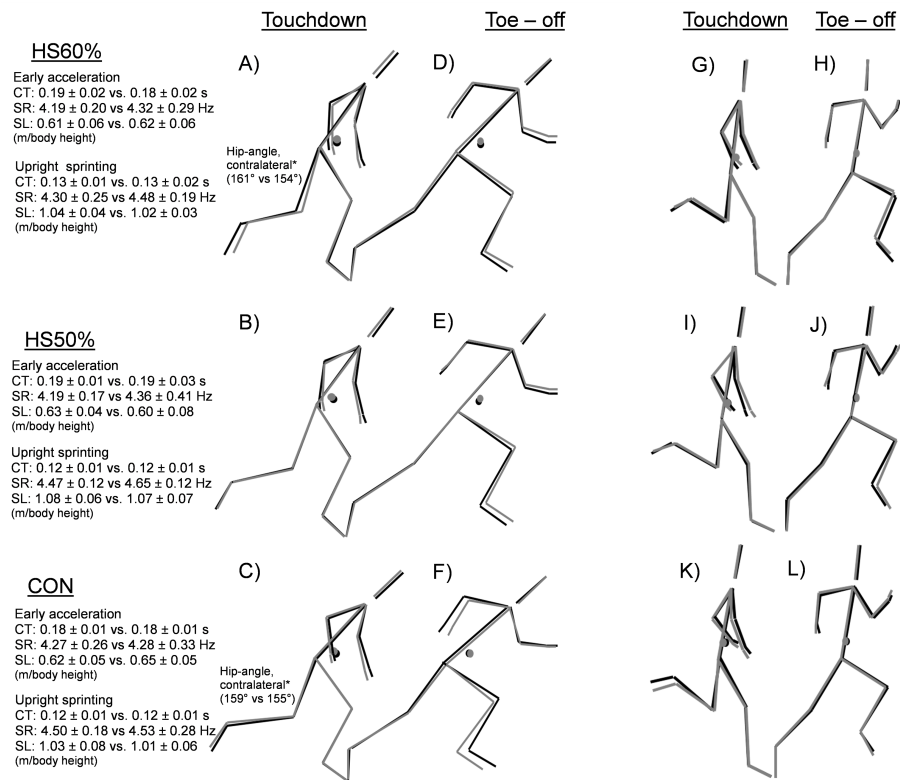 Touchdown
Toe – off
Touchdown
Toe – off
HS60%
Early acceleration
CT: 0.19 ± 0.02 vs. 0.18 ± 0.02 s
SR: 4.19 ± 0.20 vs 4.32 ± 0.29 Hz
SL: 0.61 ± 0.06 vs. 0.62 ± 0.06
(m/body height)
Upright sprinting
CT: 0.13 ± 0.01 vs. 0.13 ± 0.02 s
SR: 4.30 ± 0.25 vs 4.48 ± 0.19 Hz
SL: 1.04 ± 0.04 vs. 1.02 ± 0.03
(m/body height)
A)
Hip-angle,
contralateral*
(161° vs 154°)
D)
G)
H)
HS50%
Early acceleration
CT: 0.19 ± 0.01 vs. 0.19 ± 0.03 s
SR: 4.19 ± 0.17 vs 4.36 ± 0.41 Hz
SL: 0.63 ± 0.04 vs. 0.60 ± 0.08
(m/body height)
Upright sprinting
CT: 0.12 ± 0.01 vs. 0.12 ± 0.01 s
SR: 4.47 ± 0.12 vs 4.65 ± 0.12 Hz
SL: 1.08 ± 0.06 vs. 1.07 ± 0.07
(m/body height)
B)
E)
I)
J)
CON
Early acceleration
CT: 0.18 ± 0.01 vs. 0.18 ± 0.01 s
SR: 4.27 ± 0.26 vs 4.28 ± 0.33 Hz
SL: 0.62 ± 0.05 vs. 0.65 ± 0.05
(m/body height)
Upright sprinting
CT: 0.12 ± 0.01 vs. 0.12 ± 0.01 s
SR: 4.50 ± 0.18 vs 4.53 ± 0.28 Hz
SL: 1.03 ± 0.08 vs. 1.01 ± 0.06
(m/body height)
C)
Hip-angle,
contralateral*
(159° vs 155°)
F)
K)
L)